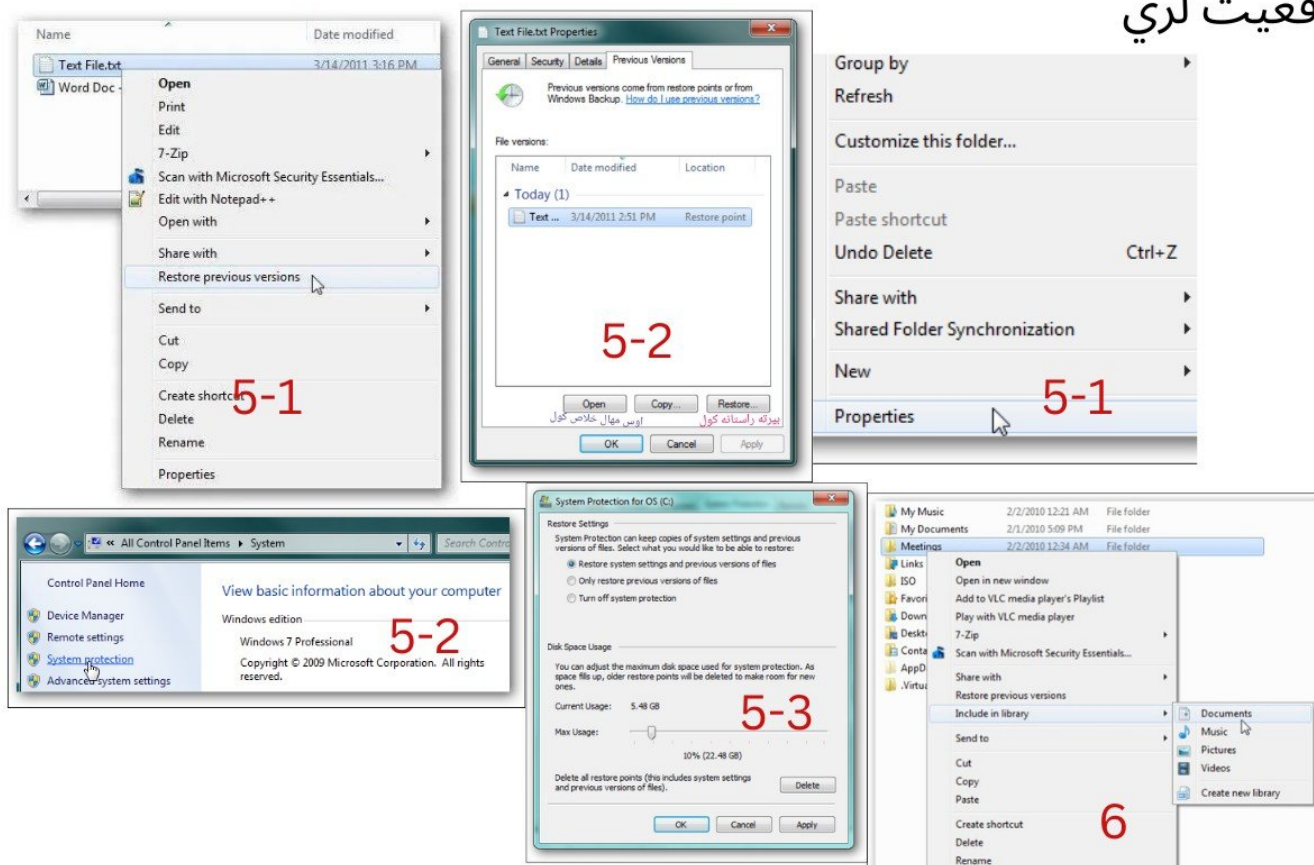 فعيت لري
Name Date modified
Text File.txt 3/14/2011 3:16 PM
Word Doc -
Open
Print
Edit
7-Zip
Scan with Microsoft Security Essentials...
Edit with Notepad++
Open with
Share with
Restore previous versions
Send to
Cut
Copy
Create shortcut
Delete
Rename
Properties
5-1
Text File.txt Properties
General Security Details Previous Versions
Previous versions come from restore points or from
Windows Backup. How do I use previous versions?
File versions:
Name Date modified Location
Today (1)
Text ... 3/14/2011 2:51 PM Restore point
5-2
Open Copy... Restore...
اوس مهال خلاص کول بيرته راستانه کول
OK Cancel Apply
Group by
Refresh
Customize this folder...
Paste
Paste shortcut
Undo Delete Ctrl+Z
Share with
Shared Folder Synchronization
New
Properties
5-1
All Control Panel Items System Search Contro
Control Panel Home
Device Manager
Remote settings
System protection
Advanced system settings
View basic information about your computer
Windows edition
Windows 7 Professional
Copyright © 2009 Microsoft Corporation. All rights
reserved.
5-2
System Protection for OS (C:)
Restore Settings
System Protection can keep copies of system settings and previous
versions of files. Select what you would like to be able to restore:
Restore system settings and previous versions of files
Only restore previous versions of files
Turn off system protection
Disk Space Usage
You can adjust the maximum disk space used for system protection. As
space fills up, older restore points will be deleted to make room for new
ones.
Current Usage: 5.48 GB
Max Usage:
10% (22.48 GB)
Delete all restore points (this includes system settings
and previous versions of files).
Delete
OK Cancel Apply
5-3
My Music 2/2/2010 12:21 AM File folder
My Documents 2/1/2010 5:09 PM File folder
Meetings 2/2/2010 12:34 AM File folder
Links
ISO
Favori
Down
Deskt
Conta
AppD
.Virtua
Open
Open in new window
Add to VLC media player's Playlist
Play with VLC media player
7-Zip
Scan with Microsoft Security Essentials...
Share with
Restore previous versions
Include in library
Send to
Cut
Copy
Paste
Create shortcut
Delete
Rename
Documents
Music
Pictures
Videos
Create new library
6